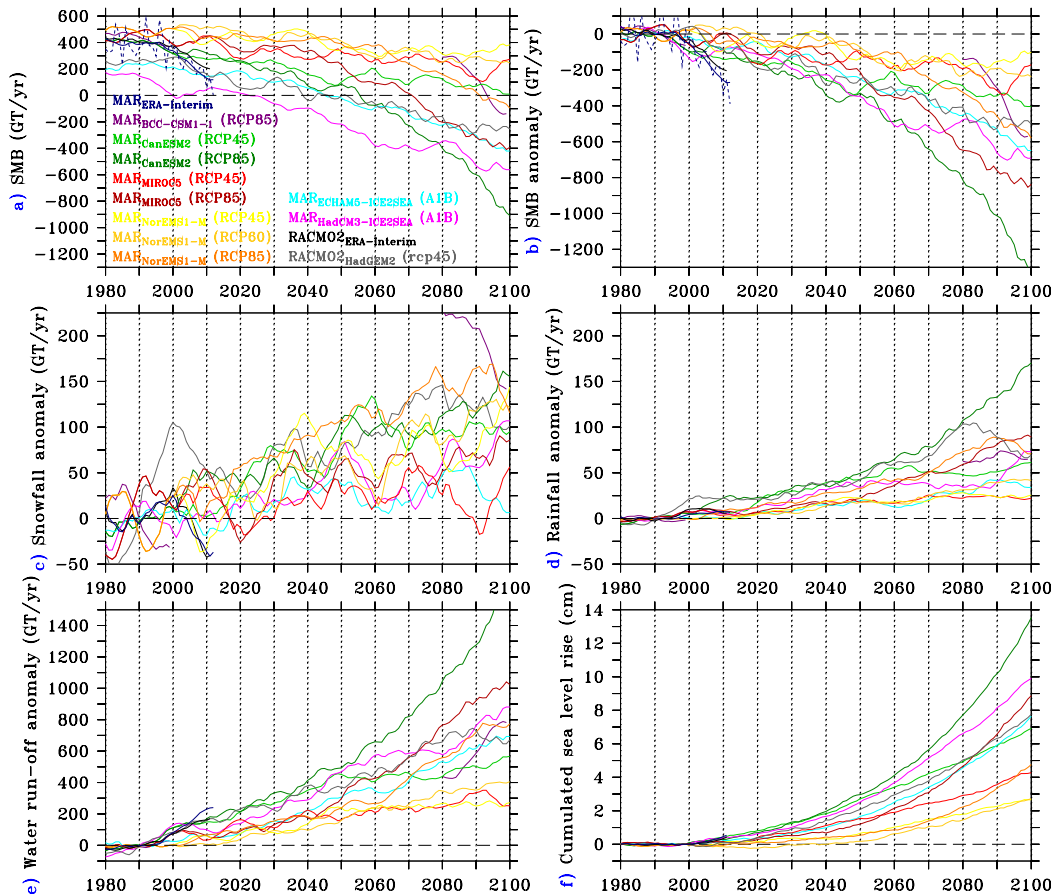 a) SMB (GT/yr)
600
400
200
0
−200
−400
−600
−800
−1000
−1200
MAR ERA−Interim
MAR BCC−CSM1−1 (RCP85)
MAR CanESM2 (RCP45)
MAR CanESM2 (RCP85)
MAR MIROC5 (RCP45)
MAR MIROC5 (RCP85)
MAR NorEMS1−M (RCP45)
MAR NorEMS1−M (RCP60)
MAR NorEMS1−M (RCP85)
MAR ECHAM5−ICE2SEA (A1B)
MAR HadCM3−ICE2SEA (A1B)
RACMO2 ERA−Interim
RACMO2 HadGEM2 (rcp45)
1980 2000 2020 2040 2060 2080 2100
b) SMB anomaly (GT/yr)
0
−200
−400
−600
−800
−1000
−1200
1980 2000 2020 2040 2060 2080 2100
c) Snowfall anomaly (GT/yr)
200
150
100
50
0
−50
1980 2000 2020 2040 2060 2080 2100
d) Rainfall anomaly (GT/yr)
200
150
100
50
0
−50
1980 2000 2020 2040 2060 2080 2100
e) Water run−off anomaly (GT/yr)
1400
1200
1000
800
600
400
200
0
1980 2000 2020 2040 2060 2080 2100
f) Cumulated sea level rise (cm)
14
12
10
8
6
4
2
0
1980 2000 2020 2040 2060 2080 2100